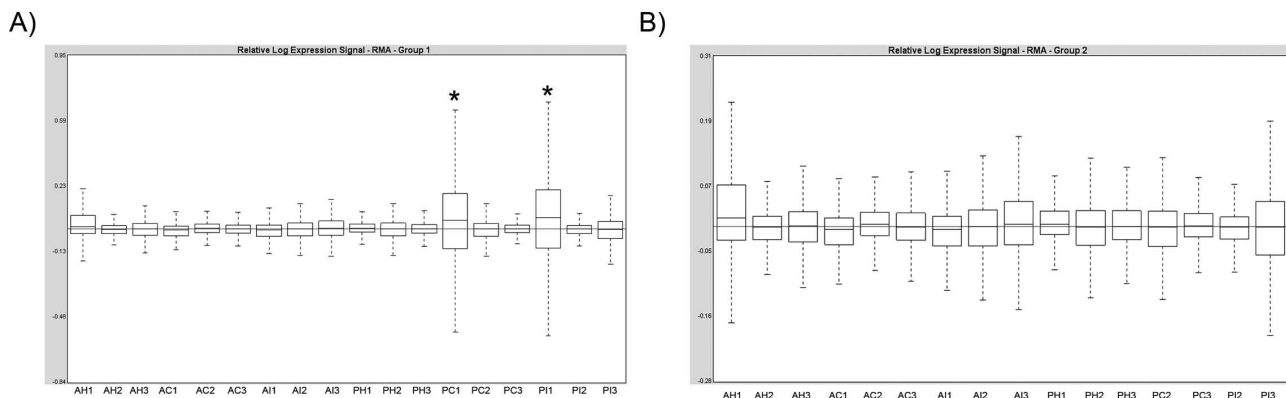 A)
Relative Log Expression Signal - RMA - Group 1
0.95
0.59
0.23
-0.13
-0.48
-0.84
AH1 AH2 AH3 AC1 AC2 AC3 AI1 AI2 AI3 PH1 PH2 PH3 PC1 PC2 PC3 PI1 PI2 PI3
* *
B)
Relative Log Expression Signal - RMA - Group 2
0.31
0.19
0.07
-0.05
-0.16
-0.28
AH1 AH2 AH3 AC1 AC2 AC3 AI1 AI2 AI3 PH1 PH2 PH3 PC2 PC3 PI2 PI3